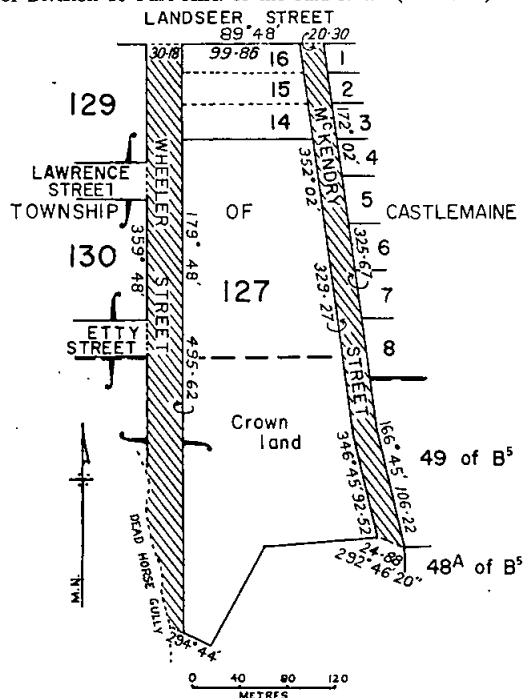 LANDSEER STREET
89° 48'
20·30
30·18
99·86
16
1
15
2
129
14
3
McKENDRY
172° 02'
4
WHEELER
352° 02'
LAWRENCE
STREET
5
TOWNSHIP
OF
CASTLEMAINE
179° 48'
359° 48'
6
130
STREET
127
325·67
7
329·27
ETTY
STREET
8
STREET
495·62
Crown
land
166° 45' 106·22
346° 45' 92·52
49 of B⁵
DEAD HORSE GULLY
24·88
292° 46' 20"
48ᴬ of B⁵
294° 44'
0 40 80 120
METRES